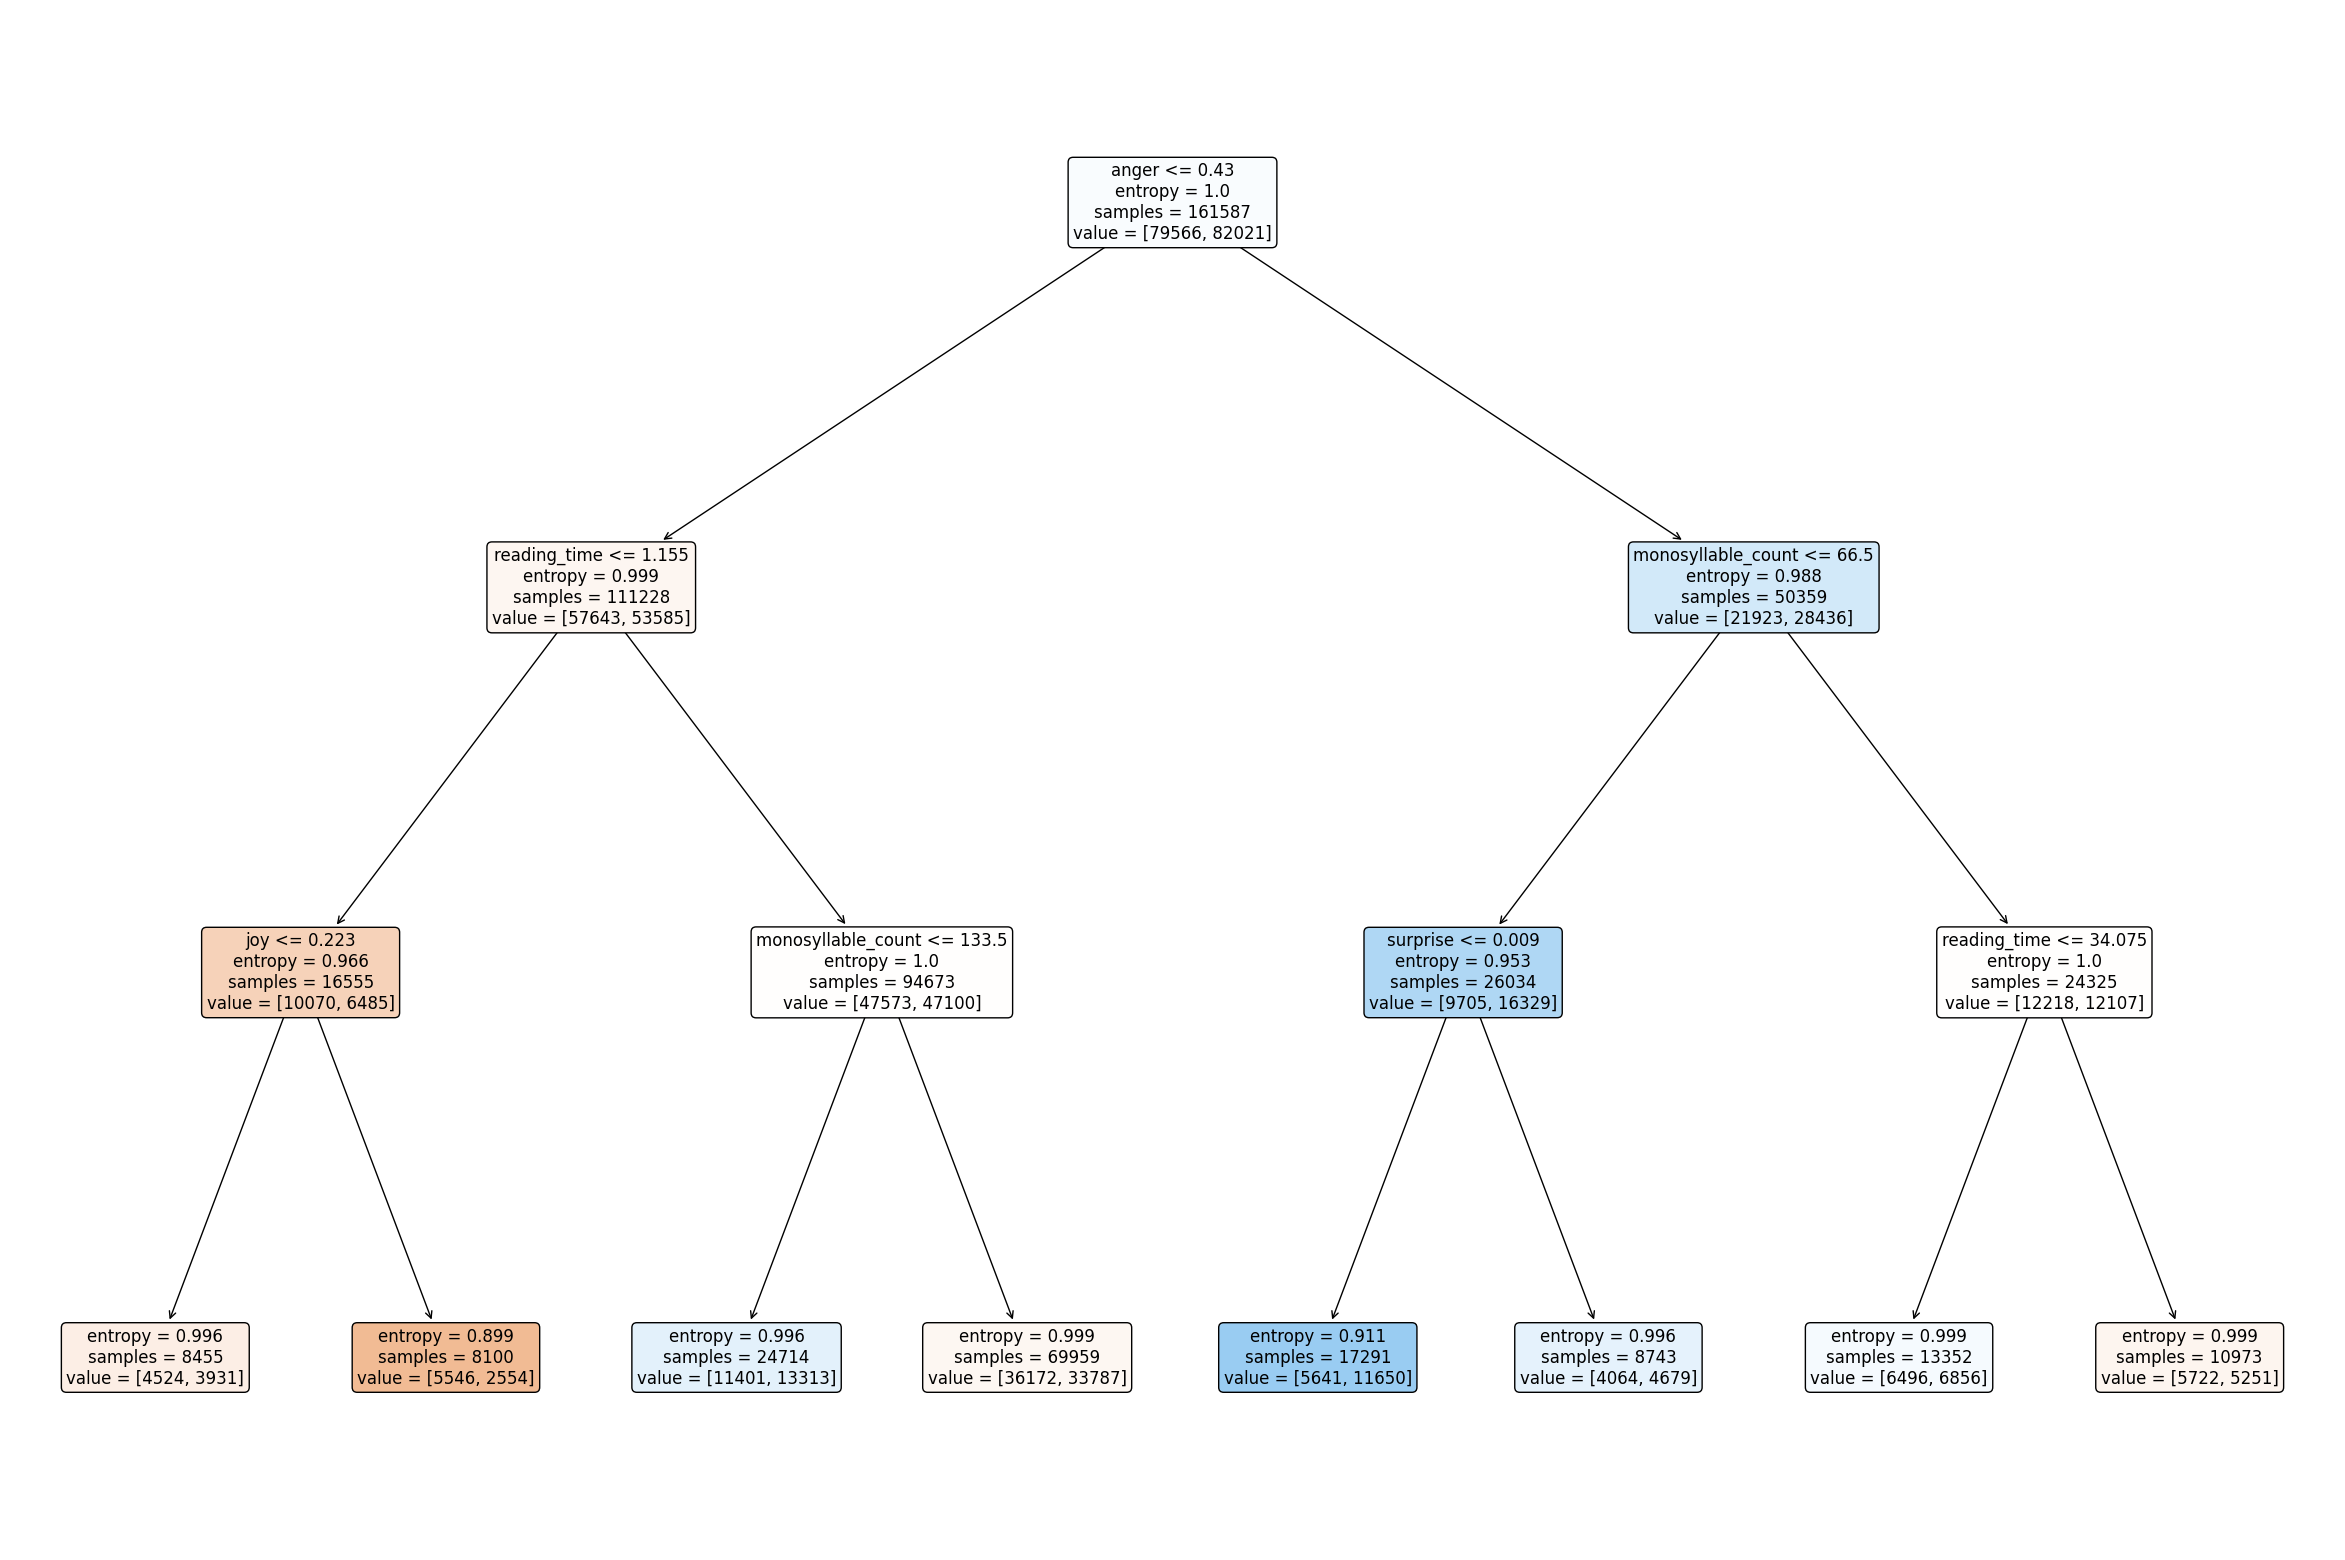 anger <= 0.43
entropy = 1.0
samples = 161587
value = [79566, 82021]
reading_time <= 1.155
entropy = 0.999
samples = 111228
value = [57643, 53585]
monosyllable_count <= 66.5
entropy = 0.988
samples = 50359
value = [21923, 28436]
joy <= 0.223
entropy = 0.966
samples = 16555
value = [10070, 6485]
monosyllable_count <= 133.5
entropy = 1.0
samples = 94673
value = [47573, 47100]
surprise <= 0.009
entropy = 0.953
samples = 26034
value = [9705, 16329]
reading_time <= 34.075
entropy = 1.0
samples = 24325
value = [12218, 12107]
entropy = 0.996
samples = 8455
value = [4524, 3931]
entropy = 0.899
samples = 8100
value = [5546, 2554]
entropy = 0.996
samples = 24714
value = [11401, 13313]
entropy = 0.999
samples = 69959
value = [36172, 33787]
entropy = 0.911
samples = 17291
value = [5641, 11650]
entropy = 0.996
samples = 8743
value = [4064, 4679]
entropy = 0.999
samples = 13352
value = [6496, 6856]
entropy = 0.999
samples = 10973
value = [5722, 5251]